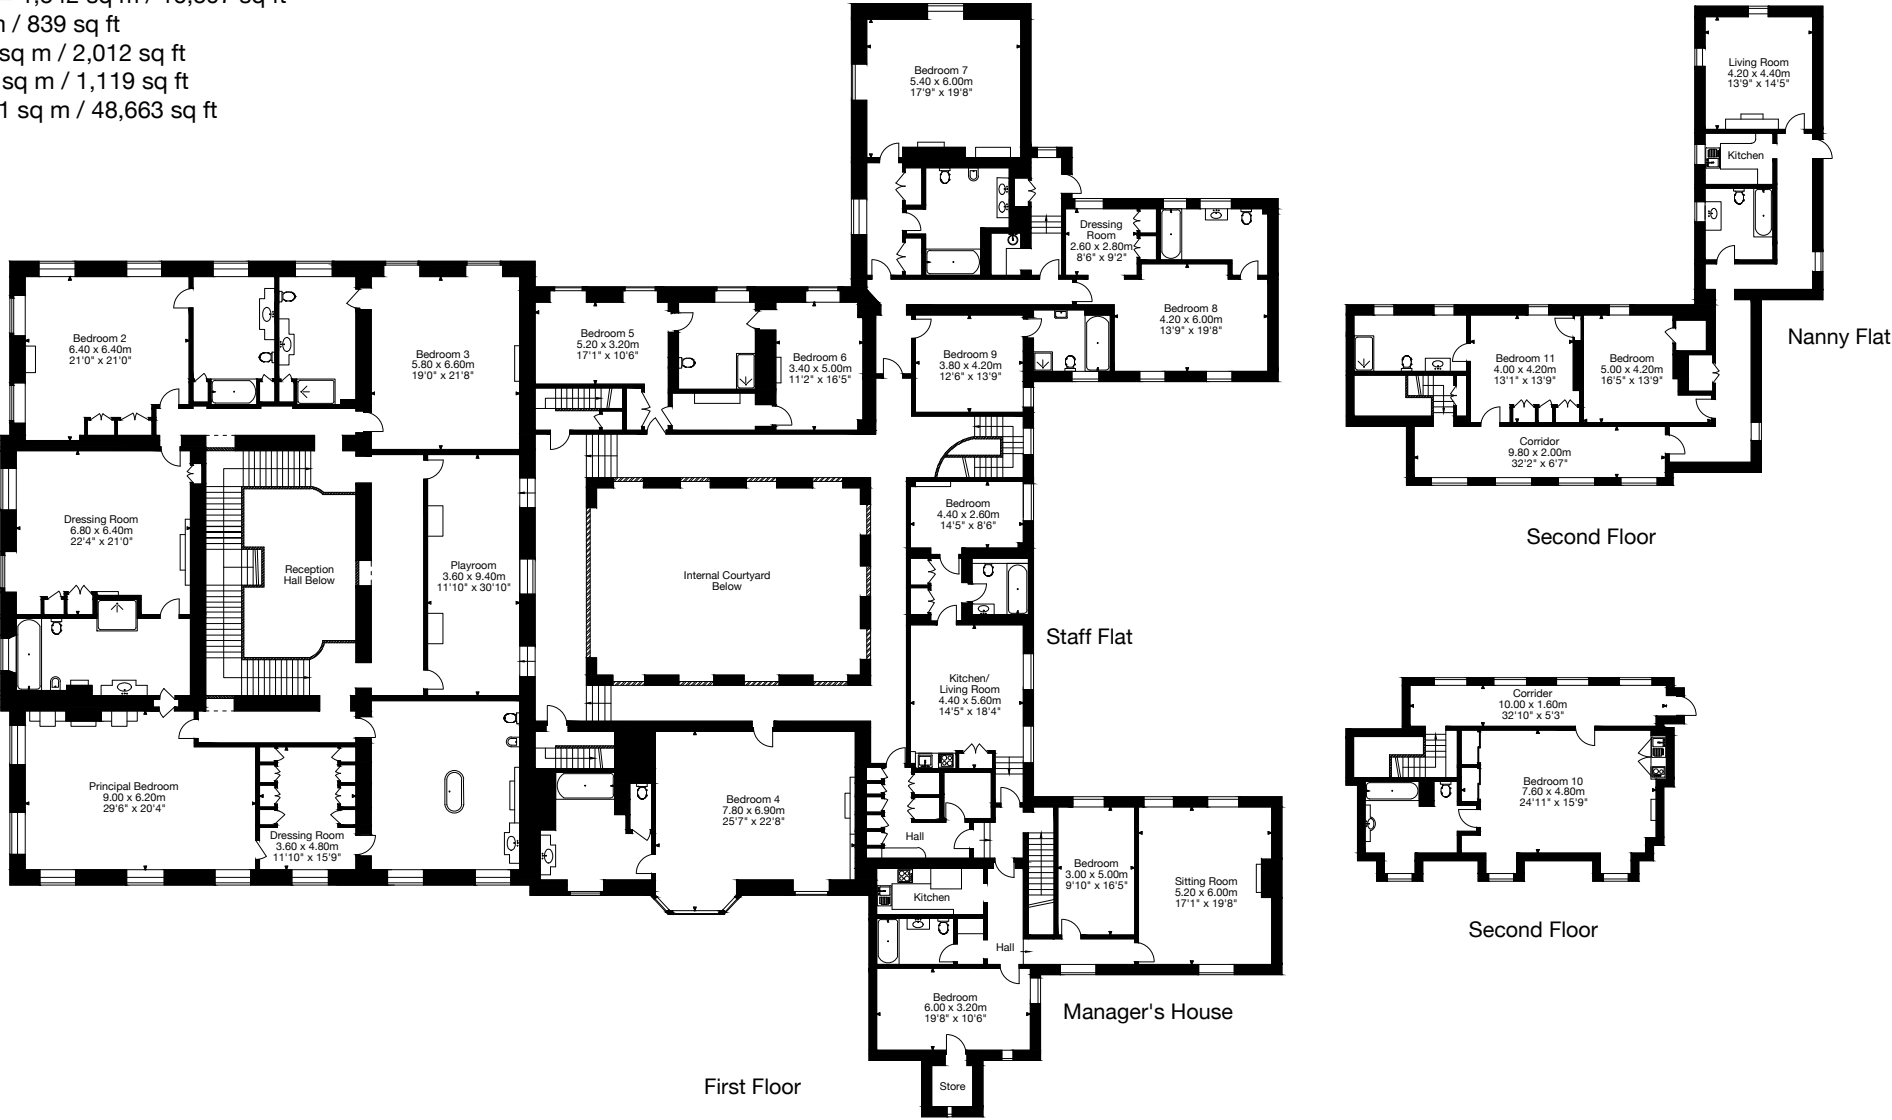 m / 839 sq ft
sq m / 2,012 sq ft
sq m / 1,119 sq ft
1 sq m / 48,663 sq ft
Bedroom 7
5.40 x 6.00m
17'9" x 19'8"
Living Room
4.20 x 4.40m
13'9" x 14'5"
Kitchen
Dressing
Room
2.60 x 2.80m
8'6" x 9'2"
Bedroom 8
4.20 x 6.00m
13'9" x 19'8"
Nanny Flat
Bedroom 2
6.40 x 6.40m
21'0" x 21'0"
Bedroom 3
5.80 x 6.60m
19'0" x 21'8"
Bedroom 5
5.20 x 3.20m
17'1" x 10'6"
Bedroom 6
3.40 x 5.00m
11'2" x 16'5"
Bedroom 9
3.80 x 4.20m
12'6" x 13'9"
Bedroom 11
4.00 x 4.20m
13'1" x 13'9"
Bedroom
5.00 x 4.20m
16'5" x 13'9"
Corridor
9.80 x 2.00m
32'2" x 6'7"
Second Floor
Dressing Room
6.80 x 6.40m
22'4" x 21'0"
Reception
Hall Below
Playroom
3.60 x 9.40m
11'10" x 30'10"
Internal Courtyard
Below
Bedroom
4.40 x 2.60m
14'5" x 8'6"
Staff Flat
Kitchen/
Living Room
4.40 x 5.60m
14'5" x 18'4"
Corridor
10.00 x 1.60m
32'10" x 5'3"
Bedroom 10
7.60 x 4.80m
24'11" x 15'9"
Second Floor
Principal Bedroom
9.00 x 6.20m
29'6" x 20'4"
Dressing Room
3.60 x 4.80m
11'10" x 15'9"
Bedroom 4
7.80 x 6.90m
25'7" x 22'8"
Hall
Bedroom
3.00 x 5.00m
9'10" x 16'5"
Sitting Room
5.20 x 6.00m
17'1" x 19'8"
Kitchen
Hall
Bedroom
6.00 x 3.20m
19'8" x 10'6"
Manager's House
Store
First Floor